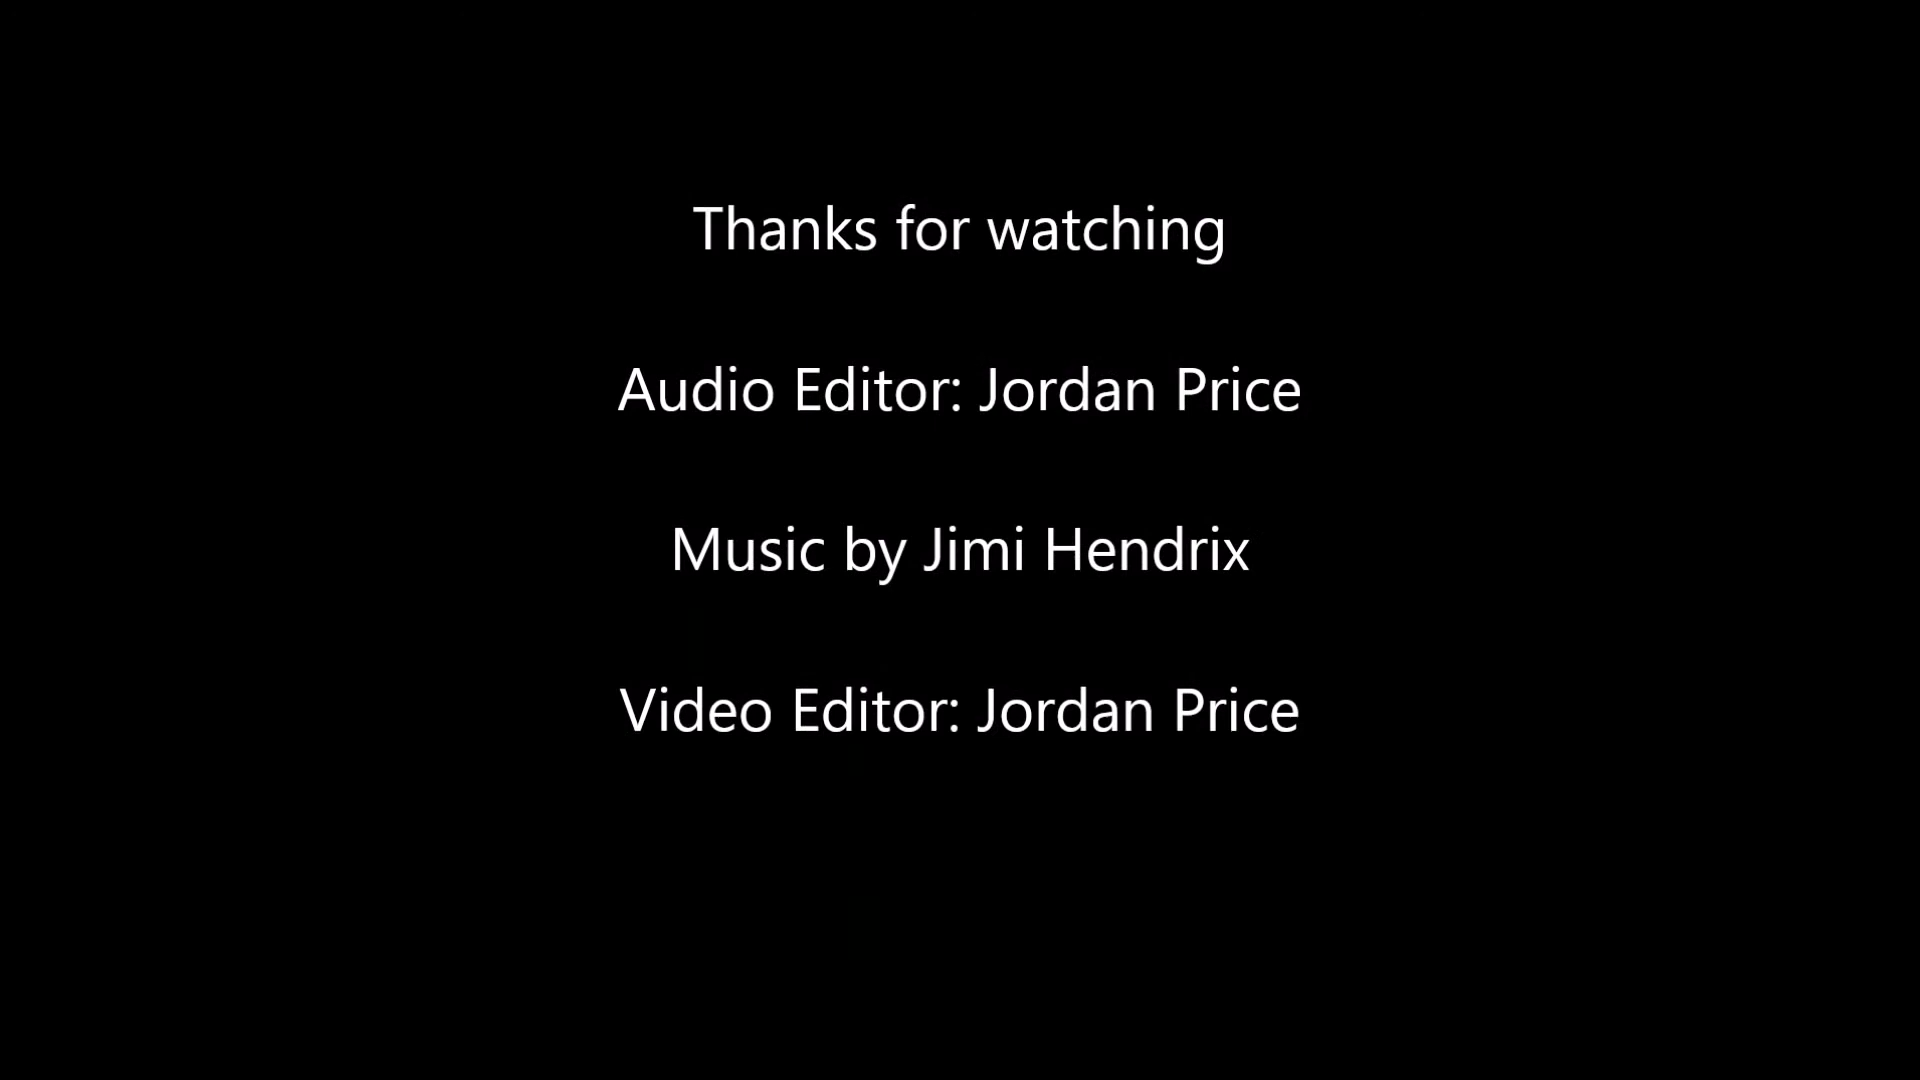 Thanks for watching
Audio Editor: Jordan Price
Music by Jimi Hendrix
Video Editor: Jordan Price